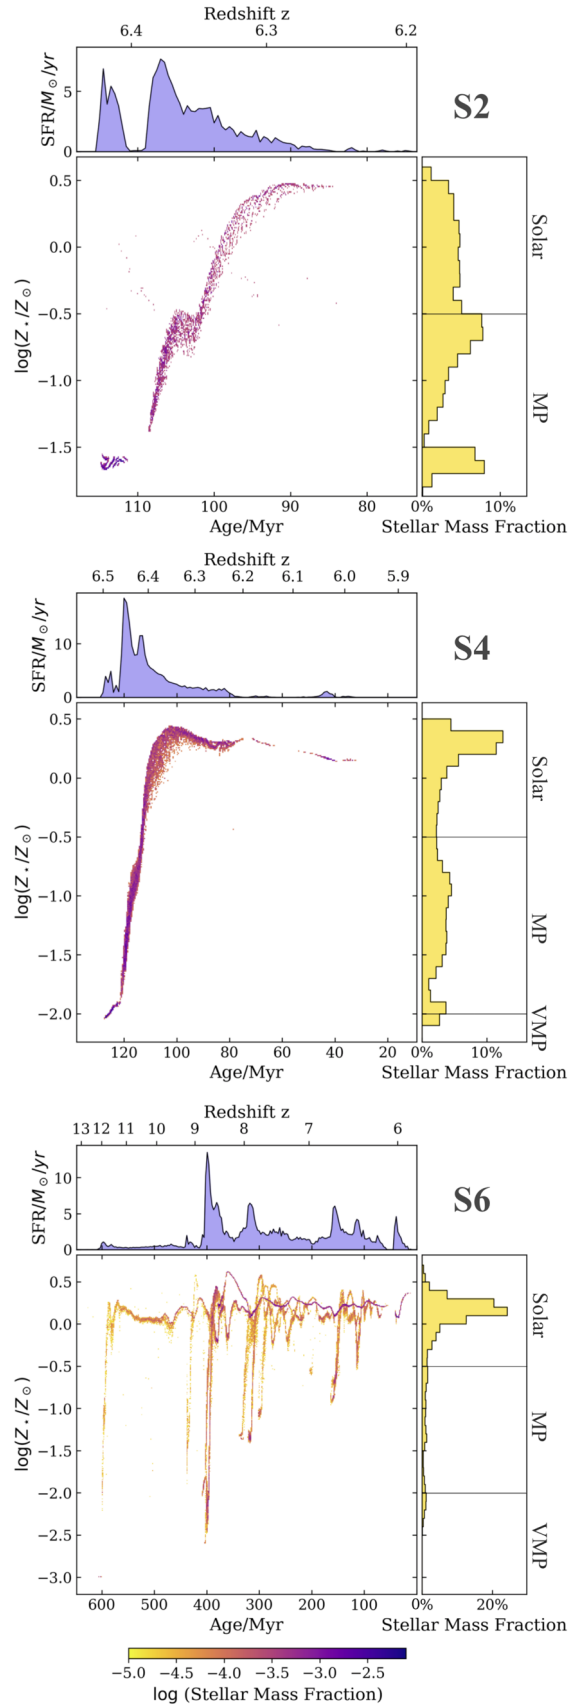 Redshift z
6.4 6.3 6.2
SFR/M⊙/yr
5
0
S2
log(Z⋆/Z⊙)
0.5
0.0
−0.5
−1.0
−1.5
Solar
MP
110 100 90 80
0% 10%
Age/Myr
Stellar Mass Fraction
Redshift z
6.5 6.4 6.3 6.2 6.1 6.0 5.9
SFR/M⊙/yr
10
0
S4
log(Z⋆/Z⊙)
0.5
0.0
−0.5
−1.0
−1.5
−2.0
Solar
MP
VMP
120 100 80 60 40 20
0% 10%
Age/Myr
Stellar Mass Fraction
Redshift z
13 12 11 10 9 8 7 6
SFR/M⊙/yr
10
5
0
S6
log(Z⋆/Z⊙)
0.5
0.0
−0.5
−1.0
−1.5
−2.0
−3.0
Solar
MP
VMP
600 500 400 300 200 100
0% 20%
Age/Myr
Stellar Mass Fraction
−5.0 −4.5 −4.0 −3.5 −3.0 −2.5
log (Stellar Mass Fraction)